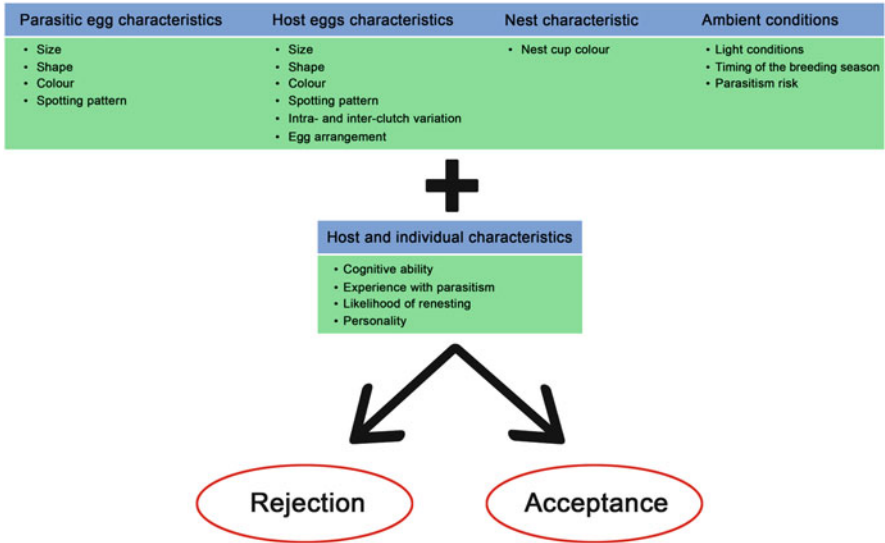 Parasitic egg characteristics
• Size
• Shape
• Colour
• Spotting pattern
Host eggs characteristics
• Size
• Shape
• Colour
• Spotting pattern
• Intra- and inter-clutch variation
• Egg arrangement
Nest characteristic
• Nest cup colour
Ambient conditions
• Light conditions
• Timing of the breeding season
• Parasitism risk
+
Host and individual characteristics
• Cognitive ability
• Experience with parasitism
• Likelihood of renesting
• Personality
Rejection
Acceptance